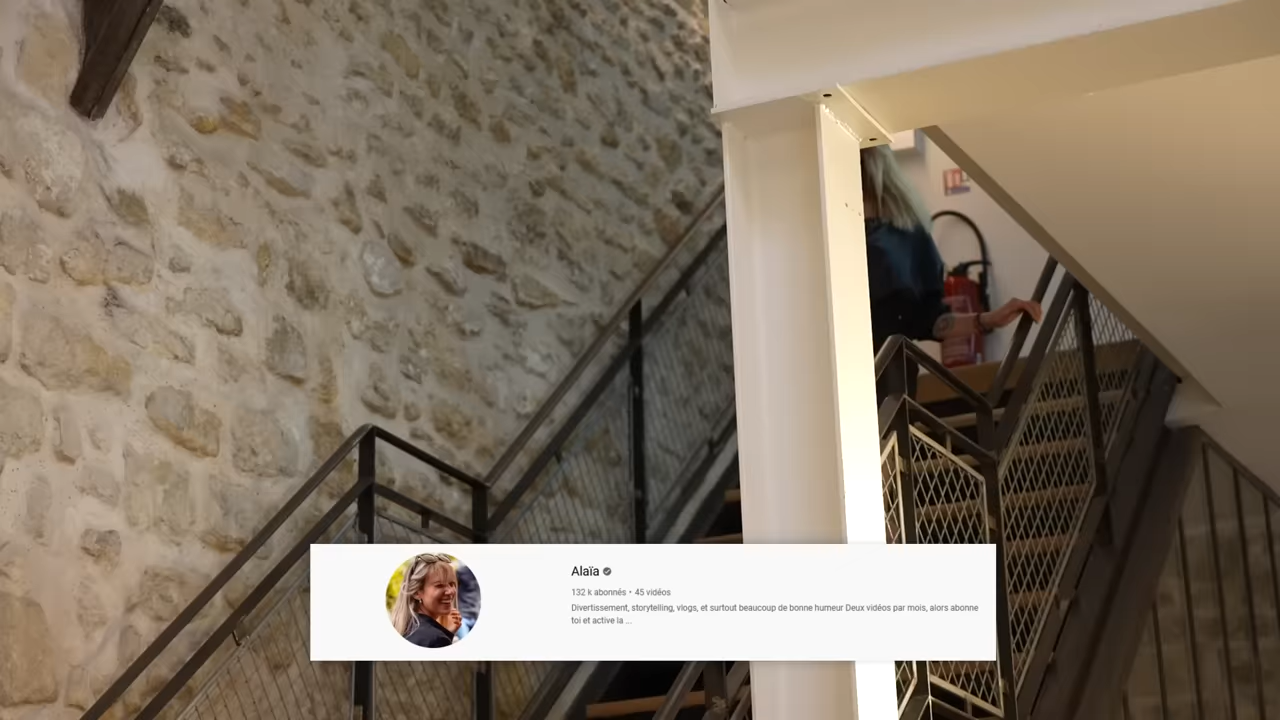 Alaïa
132 k abonnés • 45 vidéos
Divertissement, storytelling, vlogs, et surtout beaucoup de bonne humeur Deux vidéos par mois, alors abonne
toi et active la ...